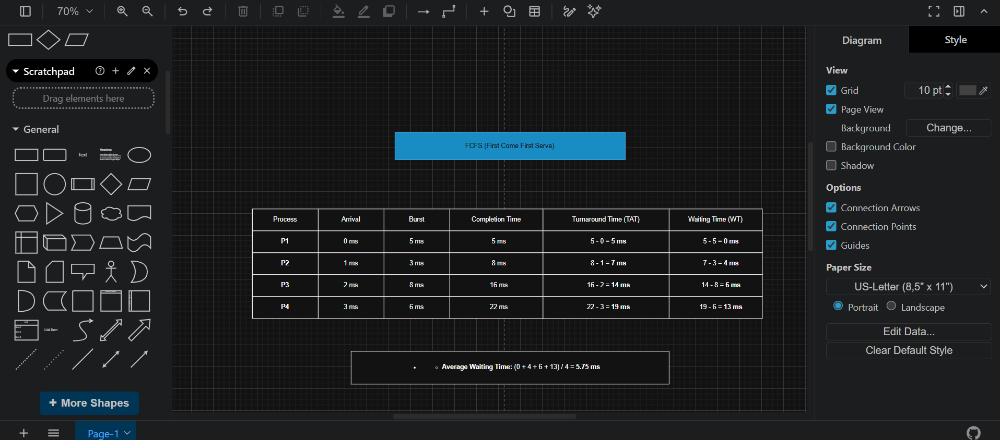 70%
Scratchpad
Drag elements here
General
Text
Heading
List
Item 1
Item 2
Item 3
List Item
+ More Shapes
Page-1
FCFS (First Come First Serve)
Process Arrival Burst Completion Time Turnaround Time (TAT) Waiting Time (WT)
P1 0 ms 5 ms 5 ms 5 - 0 = 5 ms 5 - 5 = 0 ms
P2 1 ms 3 ms 8 ms 8 - 1 = 7 ms 7 - 3 = 4 ms
P3 2 ms 8 ms 16 ms 16 - 2 = 14 ms 14 - 8 = 6 ms
P4 3 ms 6 ms 22 ms 22 - 3 = 19 ms 19 - 6 = 13 ms
Average Waiting Time: (0 + 4 + 6 + 13) / 4 = 5.75 ms
Diagram Style
View
Grid 10 pt
Page View
Background Change...
Background Color
Shadow
Options
Connection Arrows
Connection Points
Guides
Paper Size
US-Letter (8,5" x 11")
Portrait Landscape
Edit Data...
Clear Default Style